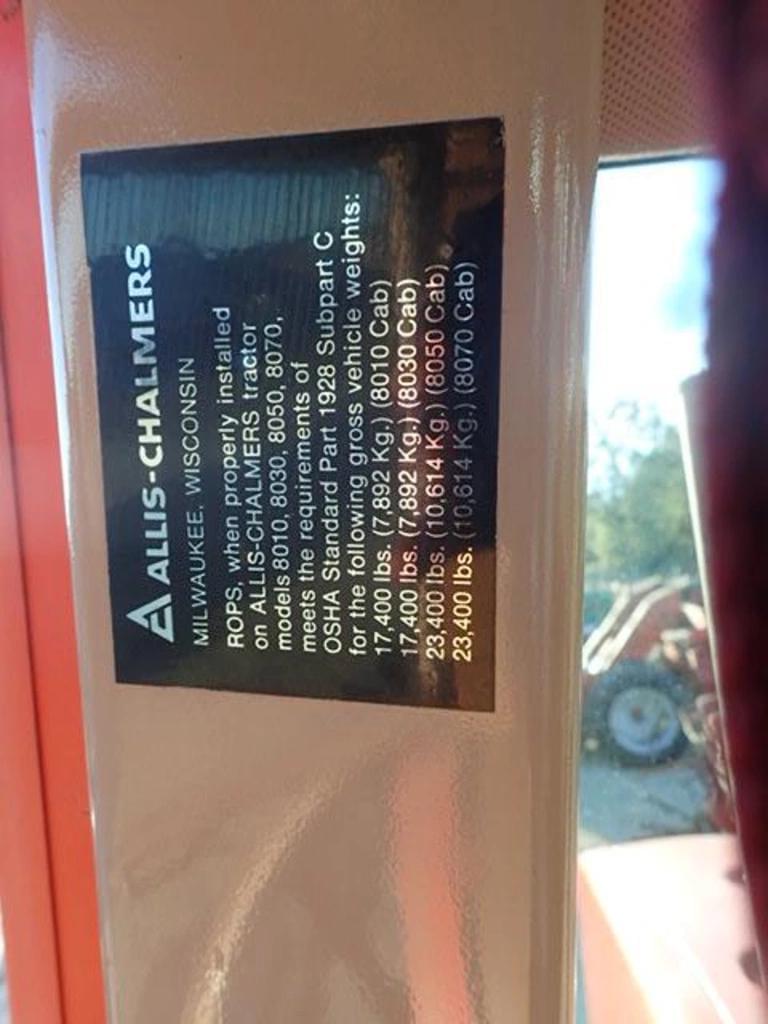 ALLIS-CHALMERS
MILWAUKEE, WISCONSIN
ROPS, when properly installed
on ALLIS-CHALMERS tractor
models 8010, 8030, 8050, 8070,
meets the requirements of
OSHA Standard Part 1928 Subpart C
for the following gross vehicle weights:
17,400 lbs. (7,892 Kg.) (8010 Cab)
17,400 lbs. (7,892 Kg.) (8030 Cab)
23,400 lbs. (10,614 Kg.) (8050 Cab)
23,400 lbs. (10,614 Kg.) (8070 Cab)